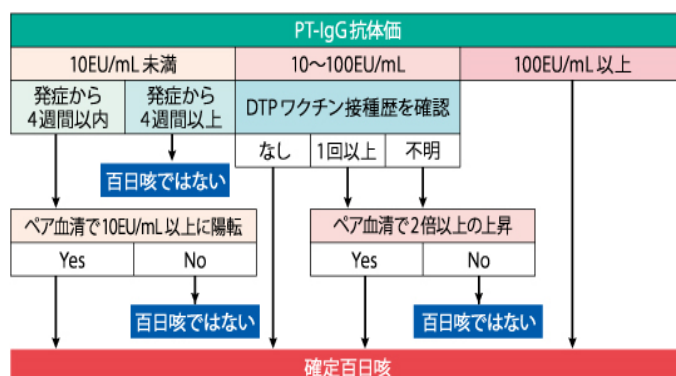 PT-IgG抗体価
10EU/mL未満
10〜100EU/mL
100EU/mL以上
発症から
4週間以内
発症から
4週間以上
DTPワクチン接種歴を確認
なし
1回以上
不明
百日咳ではない
ペア血清で10EU/mL以上に陽転
ペア血清で2倍以上の上昇
Yes
No
Yes
No
百日咳ではない
百日咳ではない
確定百日咳